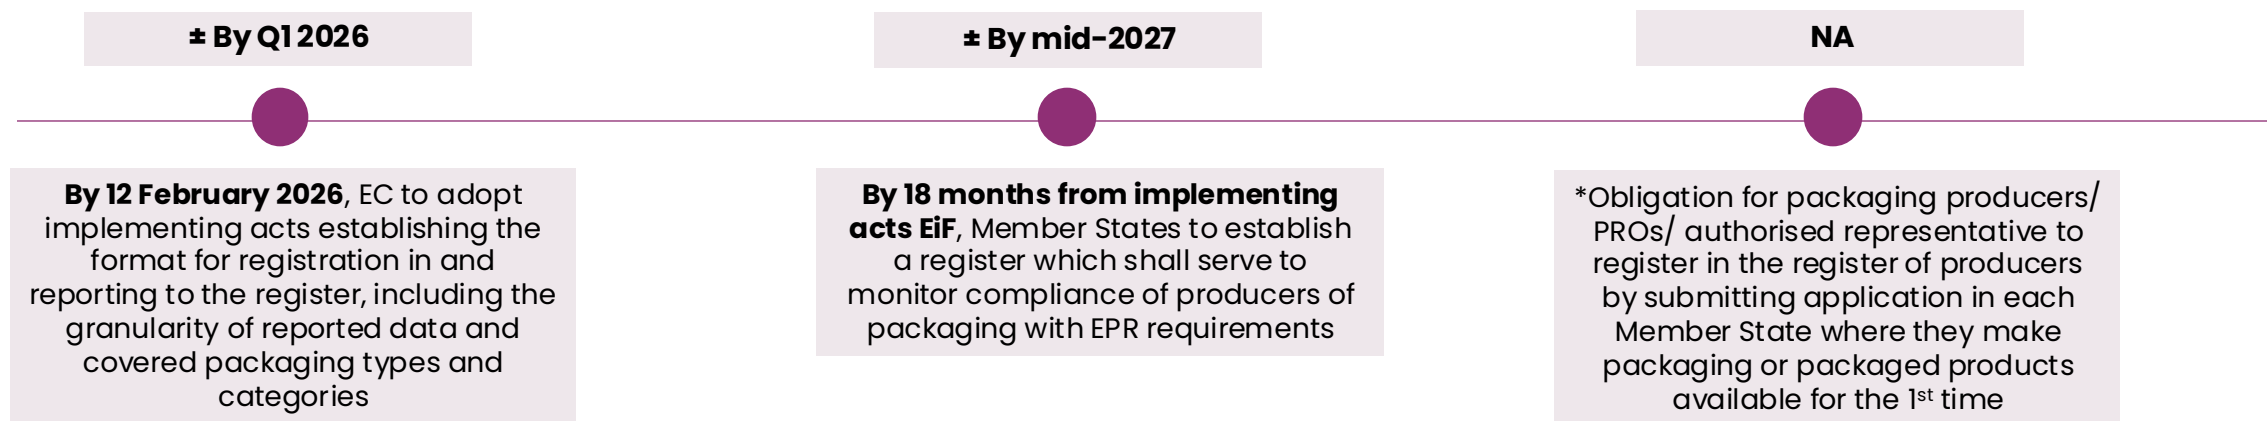 ± By Q1 2026
± By mid-2027
NA
By 12 February 2026, EC to adopt
implementing acts establishing the
format for registration in and
reporting to the register, including the
granularity of reported data and
covered packaging types and
categories
By 18 months from implementing
acts EiF, Member States to establish
a register which shall serve to
monitor compliance of producers of
packaging with EPR requirements
*Obligation for packaging producers/
PROs/ authorised representative to
register in the register of producers
by submitting application in each
Member State where they make
packaging or packaged products
available for the 1st time